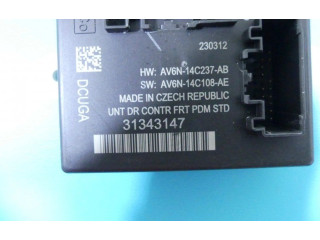 Co
230312
HW: AV6N-14C237-AB
SW: AV6N-14C108-AE
MADE IN CZECH REPUBLIC
UNT DR CONTR FRT PDM STD
31343147
DCUGA